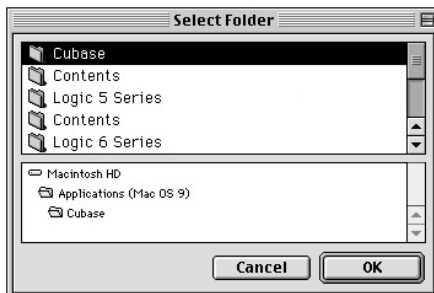 Select Folder
Cubase
Contents
Logic 5 Series
Contents
Logic 6 Series
Macintosh HD
Applications (Mac OS 9)
Cubase
Cancel OK